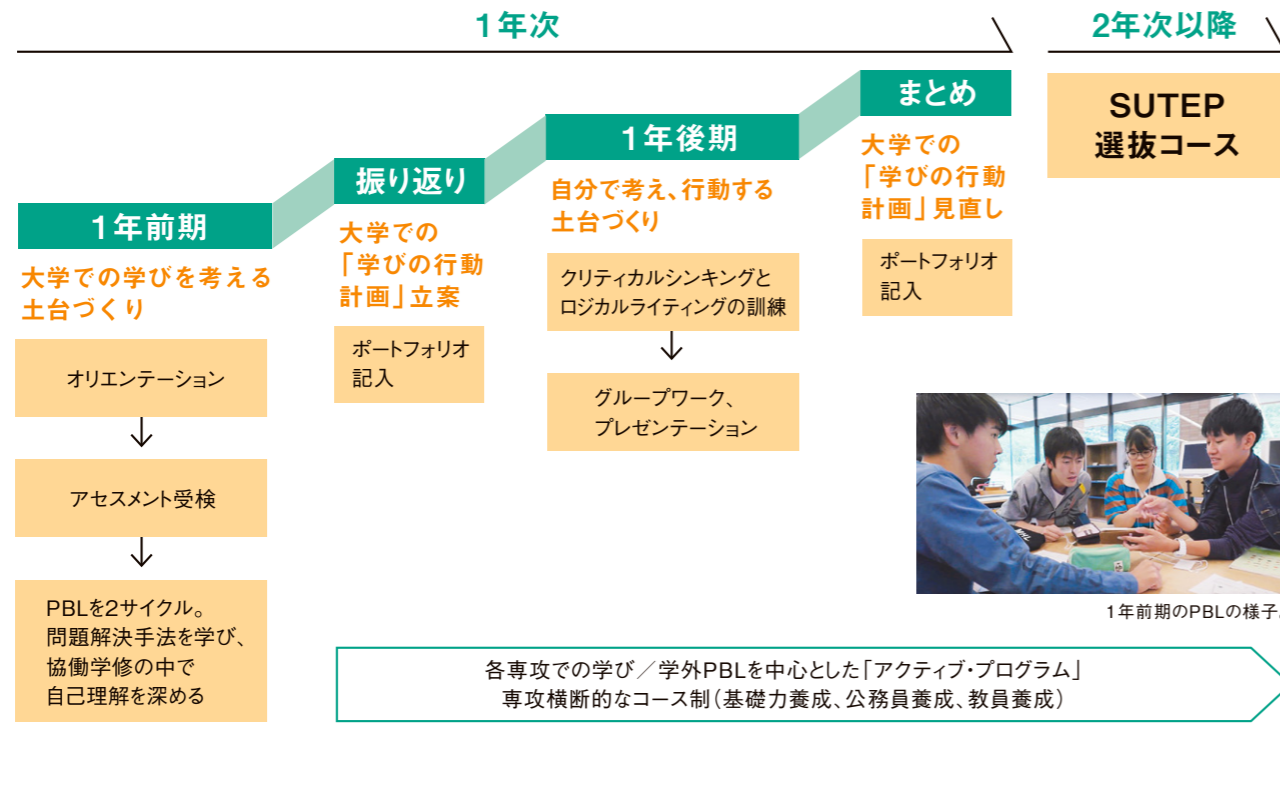 1年次
2年次以降
1年前期
大学での学びを考える
土台づくり
オリエンテーション
アセスメント受検
PBLを2サイクル。
問題解決手法を学び、
協働学修の中で
自己理解を深める
振り返り
大学での
「学びの行動
計画」立案
ポートフォリオ
記入
1年後期
自分で考え、行動する
土台づくり
クリティカルシンキングと
ロジカルライティングの訓練
グループワーク、
プレゼンテーション
まとめ
大学での
「学びの行動
計画」見直し
ポートフォリオ
記入
SUTEP
選抜コース
1年前期のPBLの様子。
各専攻での学び／学外PBLを中心とした「アクティブ・プログラム」
専攻横断的なコース制（基礎力養成、公務員養成、教員養成）